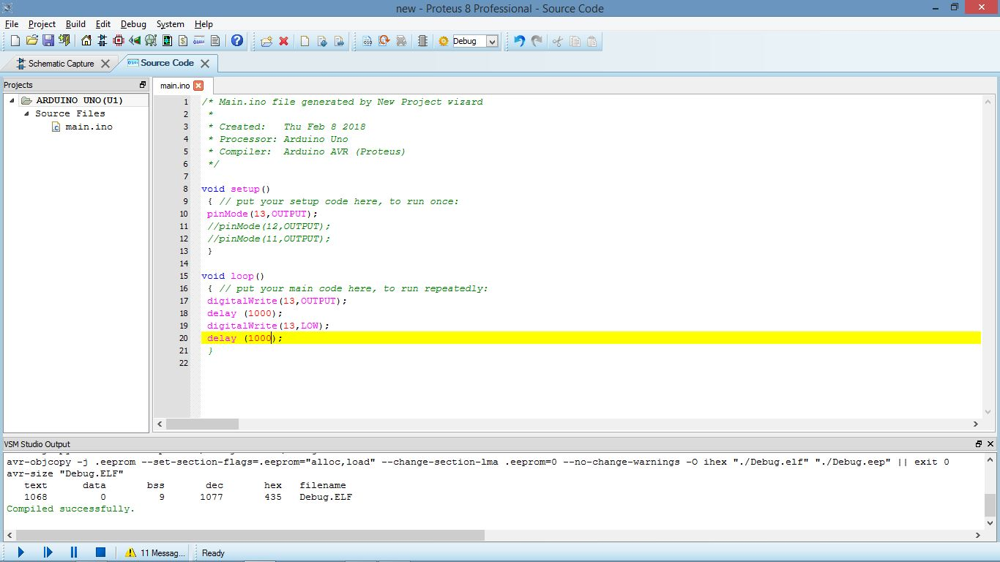 new - Proteus 8 Professional - Source Code
File Project Build Edit Debug System Help
Debug
Schematic Capture
Source Code
Projects
ARDUINO UNO(U1)
Source Files
main.ino
main.ino
1 /* Main.ino file generated by New Project wizard
2 *
3 * Created: Thu Feb 8 2018
4 * Processor: Arduino Uno
5 * Compiler: Arduino AVR (Proteus)
6 */
7
8 void setup()
9 { // put your setup code here, to run once:
10 pinMode(13,OUTPUT);
11 //pinMode(12,OUTPUT);
12 //pinMode(11,OUTPUT);
13 }
14
15 void loop()
16 { // put your main code here, to run repeatedly:
17 digitalWrite(13,OUTPUT);
18 delay (1000);
19 digitalWrite(13,LOW);
20 delay (1000);
21 }
22
VSM Studio Output
avr-objcopy -j .eeprom --set-section-flags=.eeprom="alloc,load" --change-section-lma .eeprom=0 --no-change-warnings -O ihex "./Debug.elf" "./Debug.eep" || exit 0
avr-size "Debug.ELF"
text data bss dec hex filename
1068 0 9 1077 435 Debug.ELF
Compiled successfully.
11 Messag... Ready